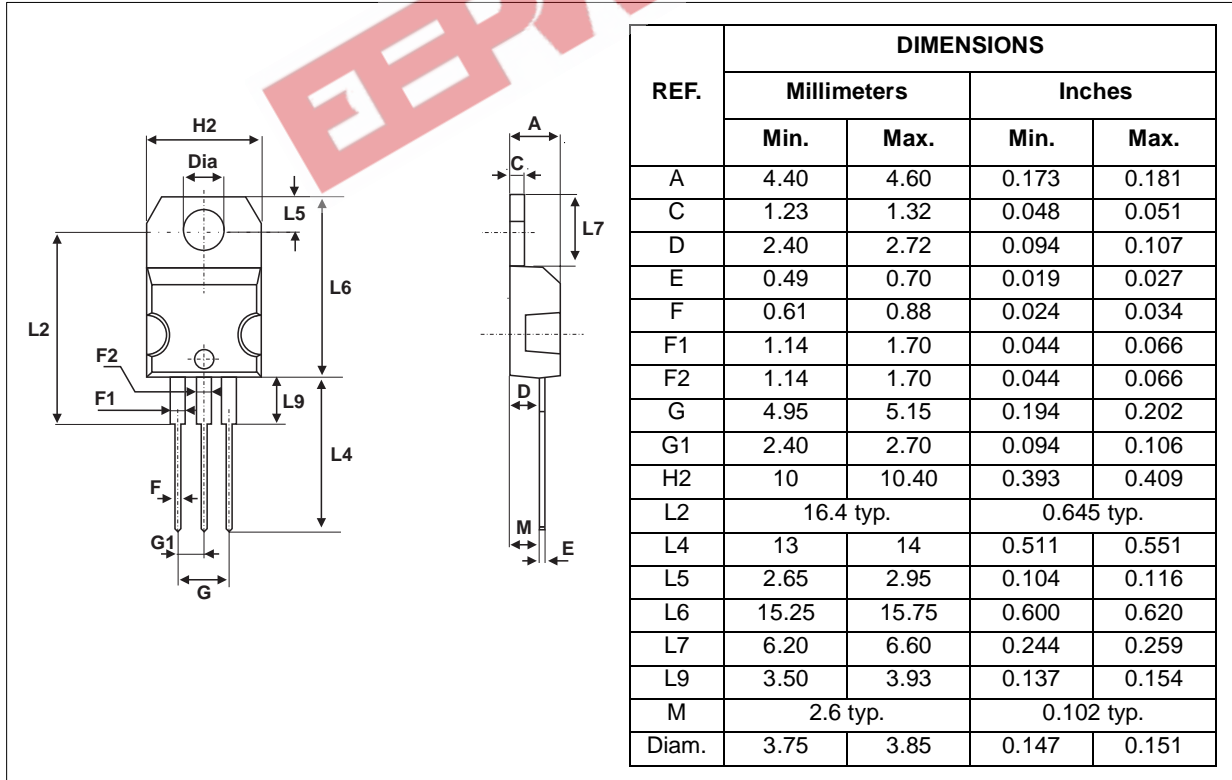 EEPW
H2
A
Dia
C
L5
L7
L6
L2
F2
D
L9
F1
L4
F
M
G1
E
G
REF. DIMENSIONS
Millimeters Inches
Min. Max. Min. Max.
A 4.40 4.60 0.173 0.181
C 1.23 1.32 0.048 0.051
D 2.40 2.72 0.094 0.107
E 0.49 0.70 0.019 0.027
F 0.61 0.88 0.024 0.034
F1 1.14 1.70 0.044 0.066
F2 1.14 1.70 0.044 0.066
G 4.95 5.15 0.194 0.202
G1 2.40 2.70 0.094 0.106
H2 10 10.40 0.393 0.409
L2 16.4 typ. 0.645 typ.
L4 13 14 0.511 0.551
L5 2.65 2.95 0.104 0.116
L6 15.25 15.75 0.600 0.620
L7 6.20 6.60 0.244 0.259
L9 3.50 3.93 0.137 0.154
M 2.6 typ. 0.102 typ.
Diam. 3.75 3.85 0.147 0.151